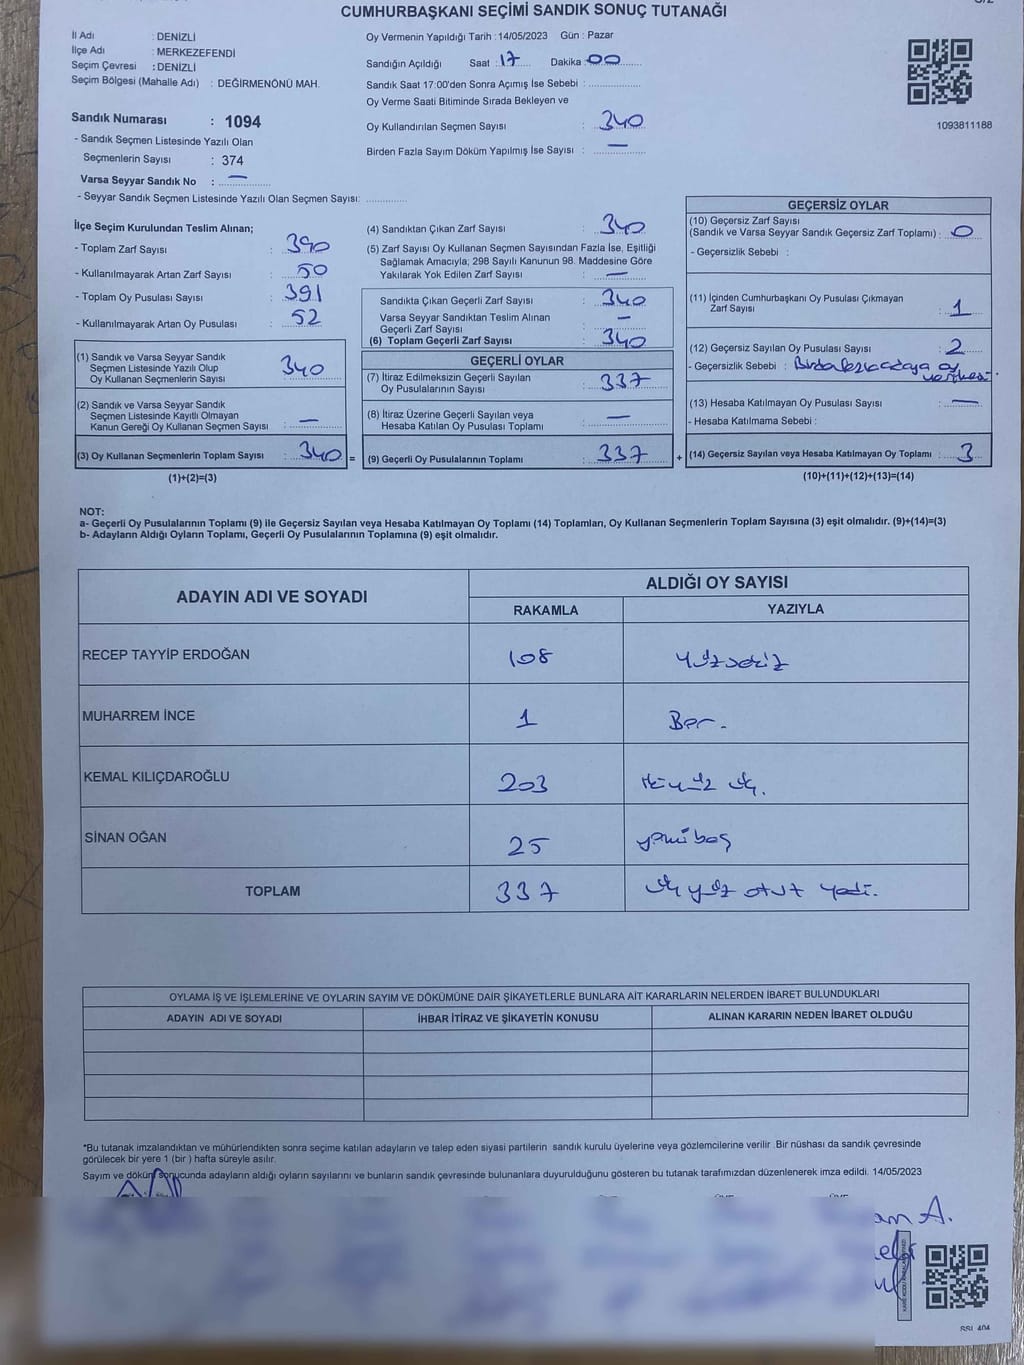 CUMHURBAŞKANI SEÇİMİ SANDIK SONUÇ TUTANAĞI
İl Adı : DENİZLİ
İlçe Adı : MERKEZEFENDİ
Seçim Çevresi : DENİZLİ
Seçim Bölgesi (Mahalle Adı) : DEĞİRMENÖNÜ MAH.
Sandık Numarası : 1094
- Sandık Seçmen Listesinde Yazılı Olan
Seçmenlerin Sayısı : 374
Varsa Seyyar Sandık No : —
- Seyyar Sandık Seçmen Listesinde Yazılı Olan Seçmen Sayısı: ............
Oy Vermenin Yapıldığı Tarih : 14/05/2023 Gün : Pazar
Sandığın Açıldığı Saat : 17 Dakika : 00
Sandık Saat 17:00'den Sonra Açımış İse Sebebi : ................
Oy Verme Saati Bitiminde Sırada Bekleyen ve
Oy Kullandırılan Seçmen Sayısı : 340
Birden Fazla Sayım Döküm Yapılmış İse Sayısı : —
1093811188
İlçe Seçim Kurulundan Teslim Alınan;
- Toplam Zarf Sayısı : 390
- Kullanılmayarak Artan Zarf Sayısı : 50
- Toplam Oy Pusulası Sayısı : 391
- Kullanılmayarak Artan Oy Pusulası : 52
(1) Sandık ve Varsa Seyyar Sandık
Seçmen Listesinde Yazılı Olup
Oy Kullanan Seçmenlerin Sayısı : 340
(2) Sandık ve Varsa Seyyar Sandık
Seçmen Listesinde Kayıtlı Olmayan
Kanun Gereği Oy Kullanan Seçmen Sayısı : —
(3) Oy Kullanan Seçmenlerin Toplam Sayısı : 340 =
(1)+(2)=(3)
(4) Sandıktan Çıkan Zarf Sayısı : 340
(5) Zarf Sayısı Oy Kullanan Seçmen Sayısından Fazla İse, Eşitliği
Sağlamak Amacıyla; 298 Sayılı Kanunun 98. Maddesine Göre
Yakılarak Yok Edilen Zarf Sayısı : —
Sandıkta Çıkan Geçerli Zarf Sayısı : 340
Varsa Seyyar Sandıktan Teslim Alınan
Geçerli Zarf Sayısı : —
(6) Toplam Geçerli Zarf Sayısı : 340
GEÇERLİ OYLAR
(7) İtiraz Edilmeksizin Geçerli Sayılan
Oy Pusulalarının Sayısı : 337
(8) İtiraz Üzerine Geçerli Sayılan veya
Hesaba Katılan Oy Pusulası Toplamı : —
(9) Geçerli Oy Pusulalarının Toplamı : 337 +
GEÇERSİZ OYLAR
(10) Geçersiz Zarf Sayısı
(Sandık ve Varsa Seyyar Sandık Geçersiz Zarf Toplamı) : 0
- Geçersizlik Sebebi :
(11) İçinden Cumhurbaşkanı Oy Pusulası Çıkmayan
Zarf Sayısı : 1
(12) Geçersiz Sayılan Oy Pusulası Sayısı : 2
- Geçersizlik Sebebi : Birden fazla adaya oy
verilmesi.
(13) Hesaba Katılmayan Oy Pusulası Sayısı : —
- Hesaba Katılmama Sebebi :
(14) Geçersiz Sayılan veya Hesaba Katılmayan Oy Toplamı : 3
(10)+(11)+(12)+(13)=(14)
NOT:
a- Geçerli Oy Pusulalarının Toplamı (9) ile Geçersiz Sayılan veya Hesaba Katılmayan Oy Toplamı (14) Toplamları, Oy Kullanan Seçmenlerin Toplam Sayısına (3) eşit olmalıdır. (9)+(14)=(3)
b- Adayların Aldığı Oyların Toplamı, Geçerli Oy Pusulalarının Toplamına (9) eşit olmalıdır.
ADAYIN ADI VE SOYADI
ALDIĞI OY SAYISI
RAKAMLA YAZIYLA
RECEP TAYYİP ERDOĞAN 108 Yüzsekiz
MUHARREM İNCE 1 Bir.
KEMAL KILIÇDAROĞLU 203 ikiyüz üç.
SİNAN OĞAN 25 yirmibeş
TOPLAM 337 üçyüz otuz yedi.
OYLAMA İŞ VE İŞLEMLERİNE VE OYLARIN SAYIM VE DÖKÜMÜNE DAİR ŞİKAYETLERLE BUNLARA AİT KARARLARIN NELERDEN İBARET BULUNDUKLARI
ADAYIN ADI VE SOYADI İHBAR İTİRAZ VE ŞİKAYETİN KONUSU ALINAN KARARIN NEDEN İBARET OLDUĞU
*Bu tutanak imzalandıktan ve mühürlendikten sonra seçime katılan adayların ve talep eden siyasi partilerin sandık kurulu üyelerine veya gözlemcilerine verilir. Bir nüshası da sandık çevresinde
görülecek bir yere 1 (bir) hafta süreyle asılır.
Sayım ve döküm sonucunda adayların aldığı oyların sayılarını ve bunların sandık çevresinde bulunanlara duyurulduğunu gösteren bu tutanak tarafımızdan düzenlenerek imza edildi. 14/05/2023
an A.